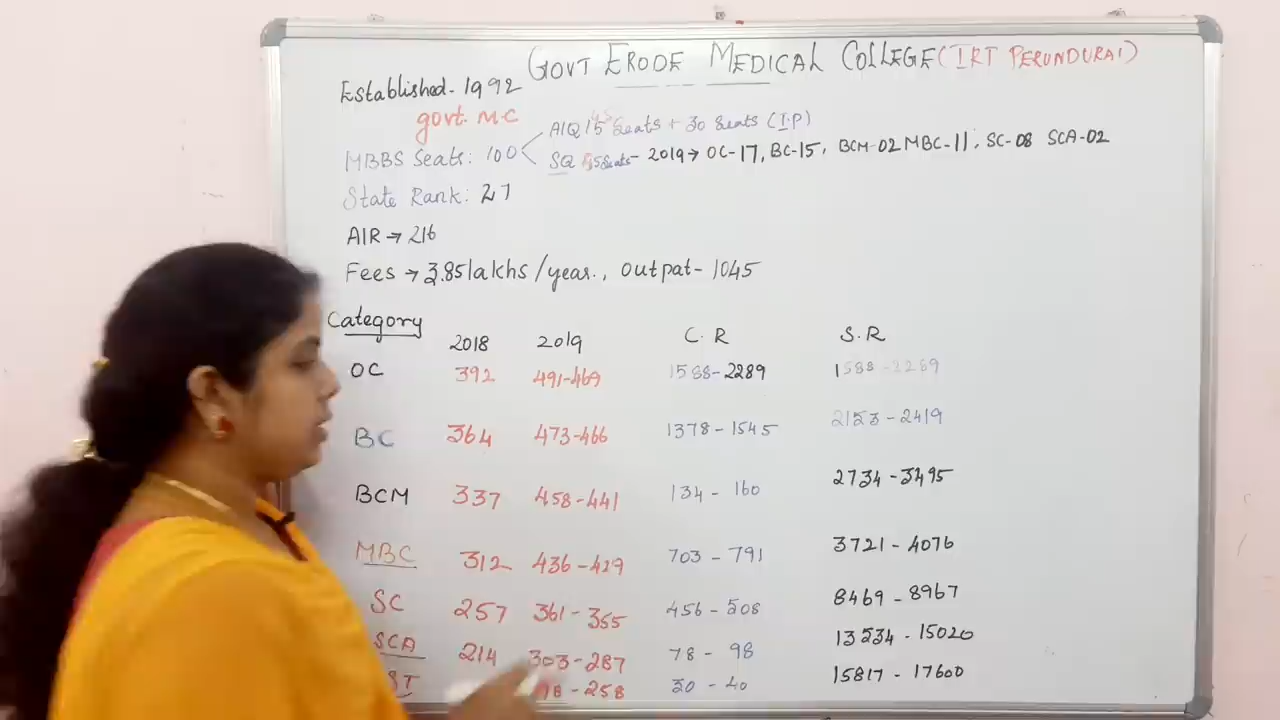 GOVT ERODE MEDICAL COLLEGE (IRT PERUNDURAI)
Established - 1992
govt. MC
AIQ 15 Seats + 30 Seats (I.P)
MBBS Seats: 100
SQ Seats - 2019 → OC-17, BC-15, BCM-02 MBC-11, SC-08 SCA-02
State Rank: 27
AIR → 216
Fees → 3.85 lakhs/year., Outpat - 1045
Category 2018 2019 C.R S.R
OC 392 491-469 1588-2289 1588-2289
BC 364 473-466 1378-1545 2153-2419
BCM 337 458-441 134-160 2734-3495
MBC 312 436-429 703-791 3721-4076
SC 257 361-355 456-508 8469-8967
SCA 214 303-287 78-98 13534-15020
ST 258 30-40 15817-17600